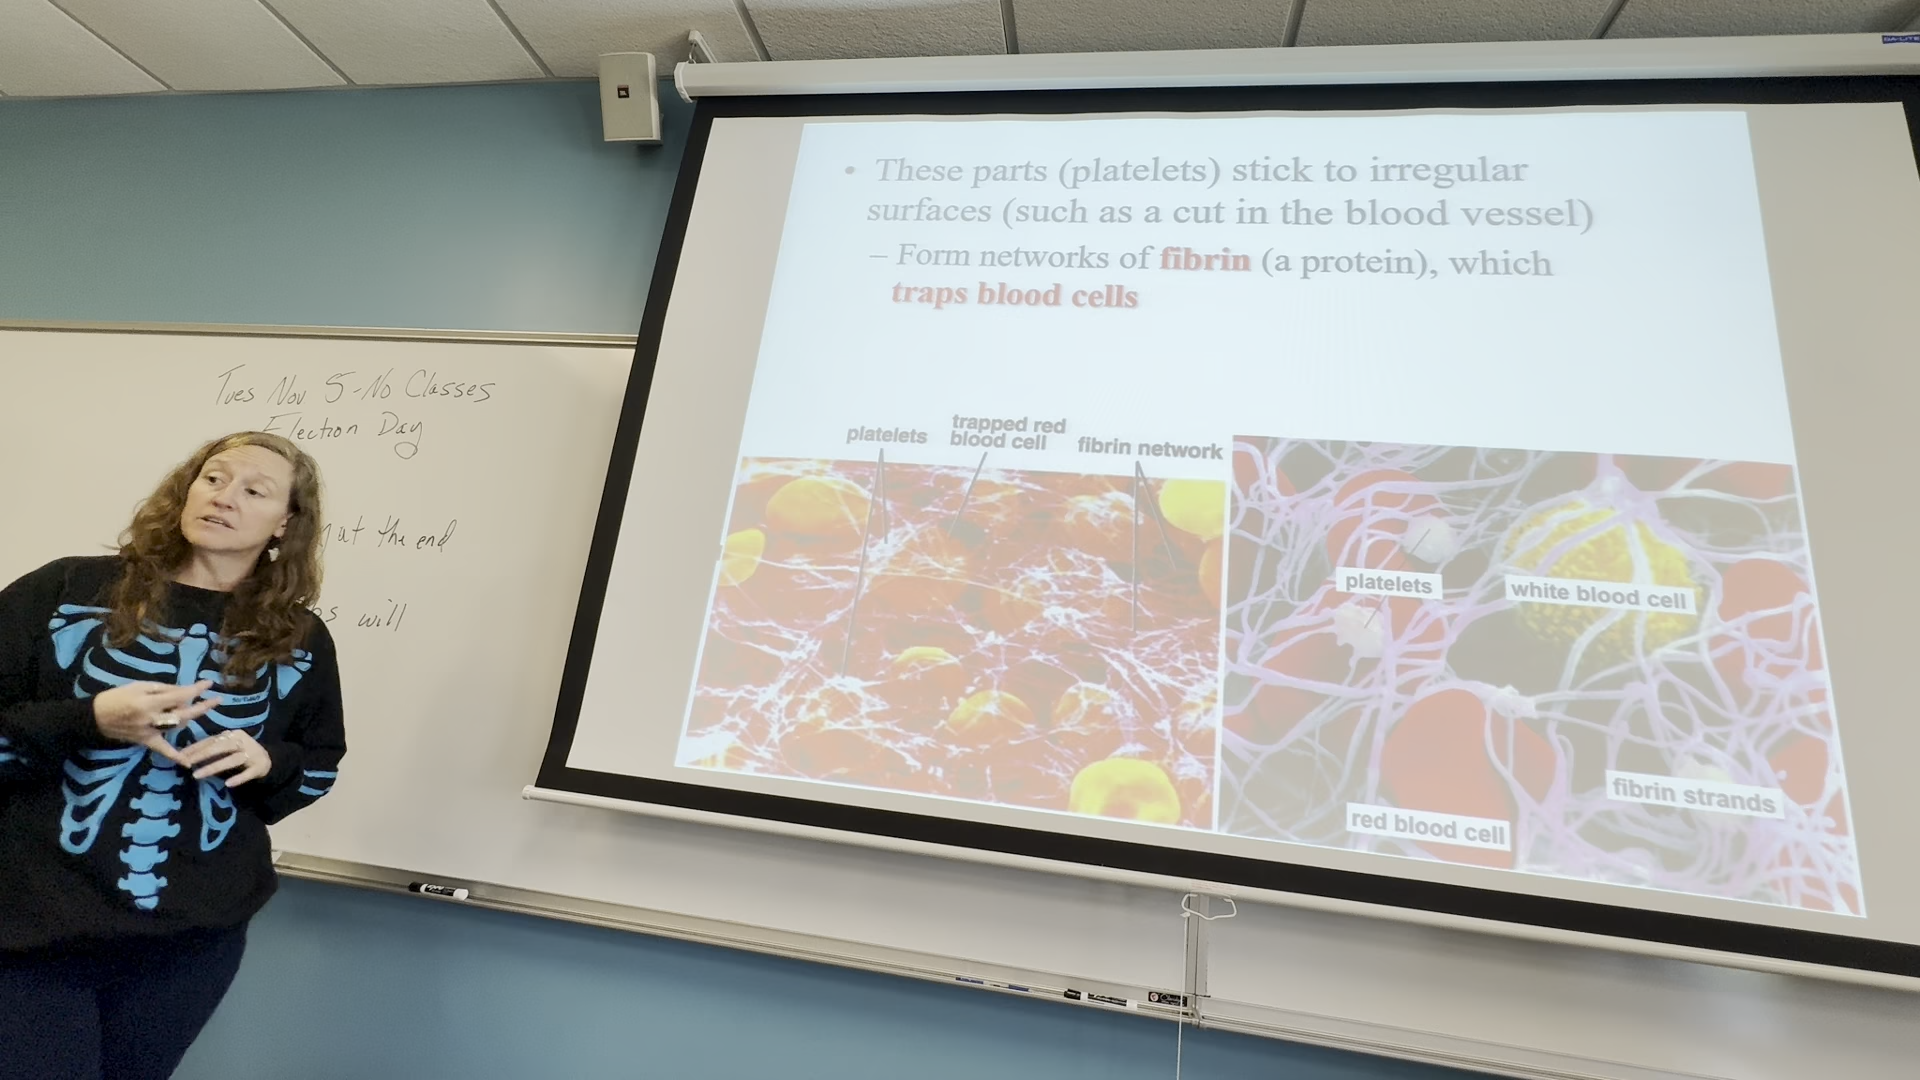 • These parts (platelets) stick to irregular
surfaces (such as a cut in the blood vessel)
– Form networks of fibrin (a protein), which
traps blood cells
platelets
trapped red
blood cell
fibrin network
platelets
white blood cell
fibrin strands
red blood cell
Tues Nov 5 - No Classes
Election Day
at the end
will
DA-LITE